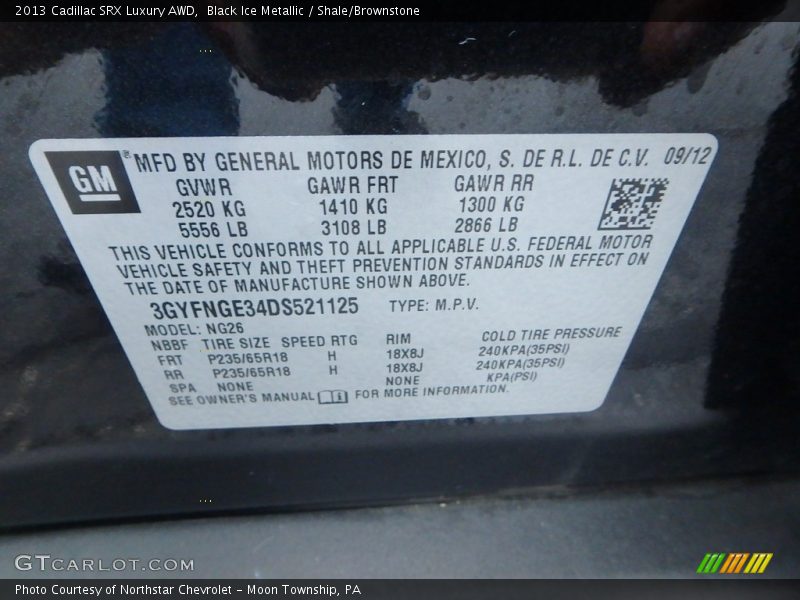 2013 Cadillac SRX Luxury AWD, Black Ice Metallic / Shale/Brownstone
GM ® MFD BY GENERAL MOTORS DE MEXICO, S. DE R.L. DE C.V. 09/12
GVWR GAWR FRT GAWR RR
2520 KG 1410 KG 1300 KG
5556 LB 3108 LB 2866 LB
THIS VEHICLE CONFORMS TO ALL APPLICABLE U.S. FEDERAL MOTOR
VEHICLE SAFETY AND THEFT PREVENTION STANDARDS IN EFFECT ON
THE DATE OF MANUFACTURE SHOWN ABOVE.
3GYFNGE34DS521125 TYPE: M.P.V.
MODEL: NG26
NBBF TIRE SIZE SPEED RTG RIM COLD TIRE PRESSURE
FRT P235/65R18 H 18X8J 240KPA(35PSI)
RR P235/65R18 H 18X8J 240KPA(35PSI)
SPA NONE NONE KPA(PSI)
SEE OWNER'S MANUAL FOR MORE INFORMATION.
GTCARLOT.COM
Photo Courtesy of Northstar Chevrolet - Moon Township, PA